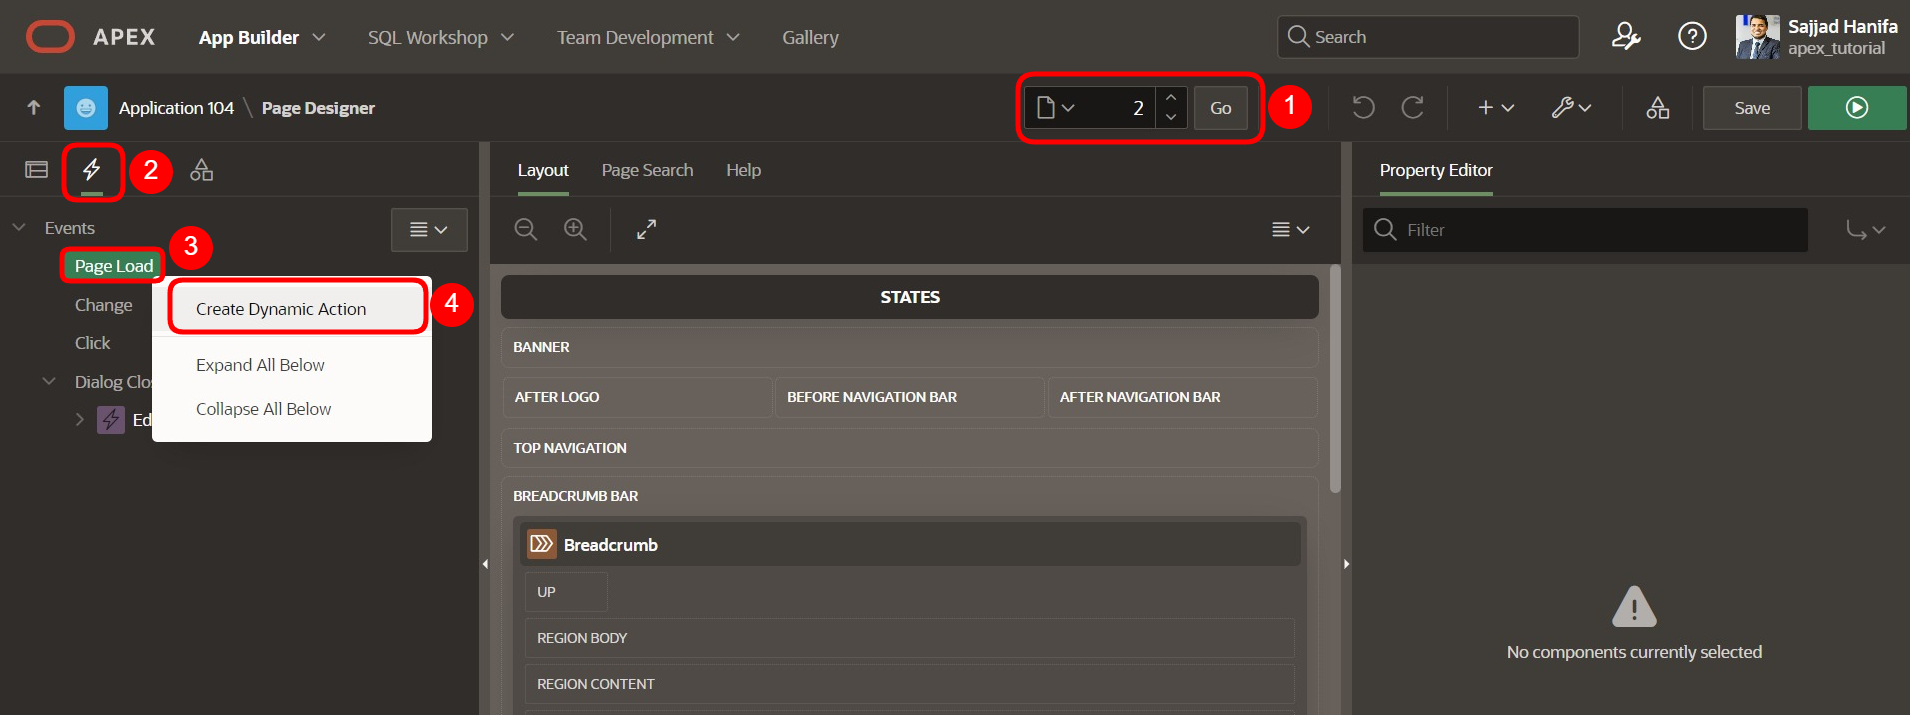 APEX
App Builder
SQL Workshop
Team Development
Gallery
Search
Sajjad Hanifa
apex_tutorial
Application 104 \ Page Designer
2
Go
1
Save
2
Layout
Page Search
Help
Property Editor
Events
3
Filter
Page Load
Create Dynamic Action
4
Change
Click
Expand All Below
Dialog Clo
Collapse All Below
Ed
STATES
BANNER
AFTER LOGO
BEFORE NAVIGATION BAR
AFTER NAVIGATION BAR
TOP NAVIGATION
BREADCRUMB BAR
Breadcrumb
UP
REGION BODY
REGION CONTENT
No components currently selected